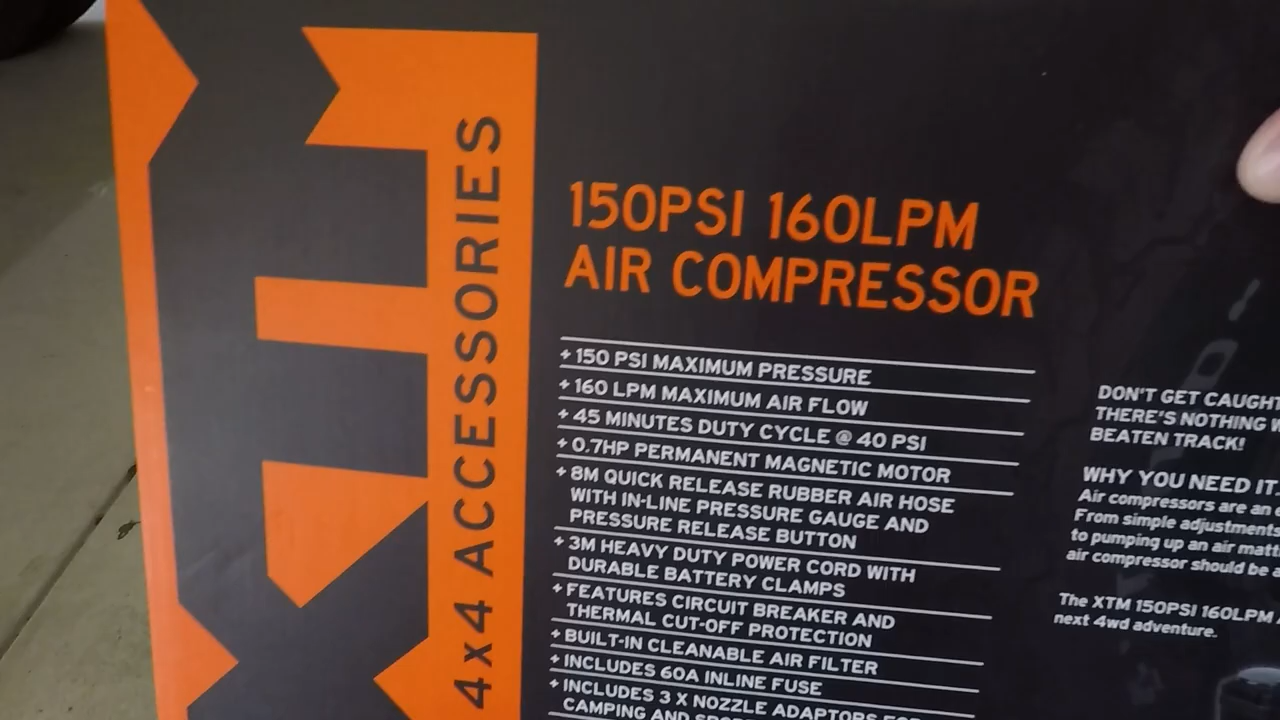 XTM
4x4 ACCESSORIES
150PSI 160LPM
AIR COMPRESSOR
+ 150 PSI MAXIMUM PRESSURE
+ 160 LPM MAXIMUM AIR FLOW
+ 45 MINUTES DUTY CYCLE @ 40 PSI
+ 0.7HP PERMANENT MAGNETIC MOTOR
+ 8M QUICK RELEASE RUBBER AIR HOSE
WITH IN-LINE PRESSURE GAUGE AND
PRESSURE RELEASE BUTTON
+ 3M HEAVY DUTY POWER CORD WITH
DURABLE BATTERY CLAMPS
+ FEATURES CIRCUIT BREAKER AND
THERMAL CUT-OFF PROTECTION
+ BUILT-IN CLEANABLE AIR FILTER
+ INCLUDES 60A INLINE FUSE
+ INCLUDES 3 X NOZZLE ADAPTORS FOR
CAMPING AND
DON'T GET CAUGHT
THERE'S NOTHING
BEATEN TRACK!
WHY YOU NEED IT
Air compressors are an
From simple adjustments
to pumping up an air
air compressor should be
The XTM 150PSI 160LPM
next 4wd adventure.